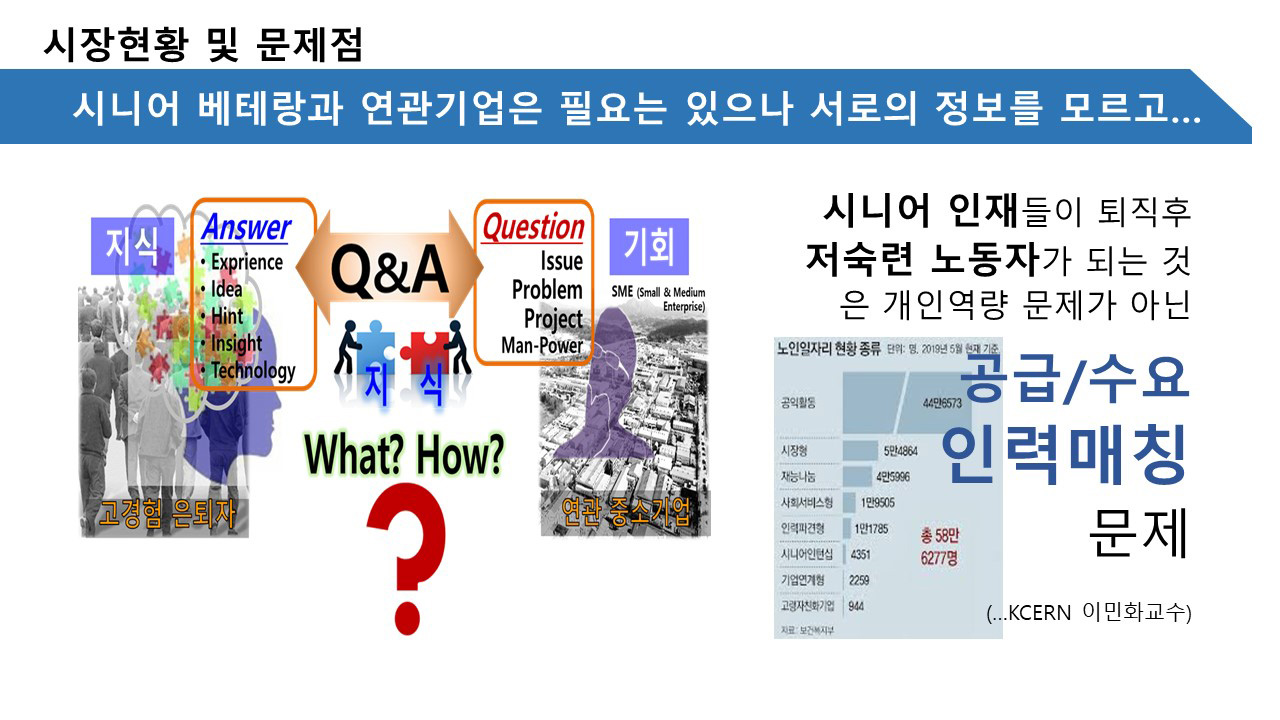 시장현황 및 문제점
시니어 베테랑과 연관기업은 필요는 있으나 서로의 정보를 모르고...
지식
Answer
• Exprience
• Idea
• Hint
• Insight
• Technology
Q&A
지 식
What? How?
?
Question
Issue
Problem
Project
Man-Power
기회
SME (Small & Medium
Enterprise)
고경험 은퇴자
연관 중소기업
시니어 인재들이 퇴직후
저숙련 노동자가 되는 것
은 개인역량 문제가 아닌
공급/수요
인력매칭
문제
(...KCERN 이민화교수)
노인일자리 현황 종류 단위: 명, 2019년 5월 현재 기준
공익활동 44만6573
시장형 5만4864
재능나눔 4만5996
사회서비스형 1만9505
인력파견형 1만1785
시니어인턴십 4351
기업연계형 2259
고령자친화기업 944
총 58만
6277명
자료: 보건복지부